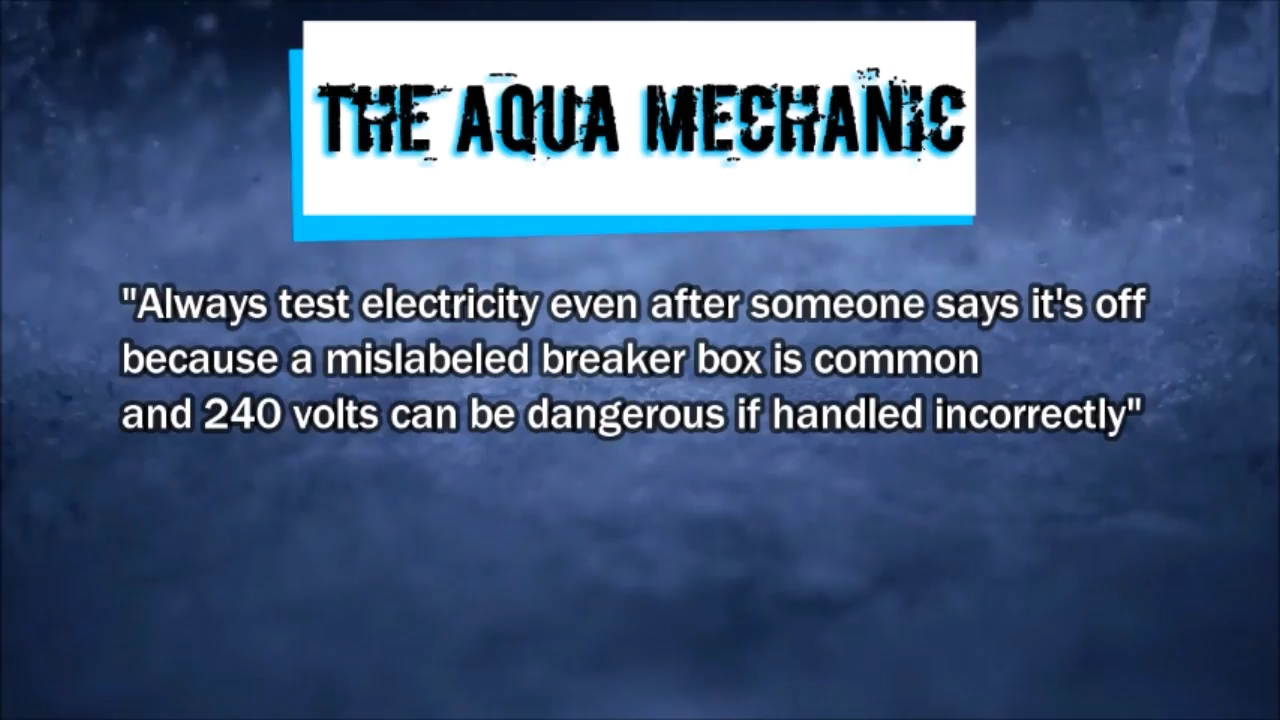 THE AQUA MECHANIC
"Always test electricity even after someone says it's off
because a mislabeled breaker box is common
and 240 volts can be dangerous if handled incorrectly"